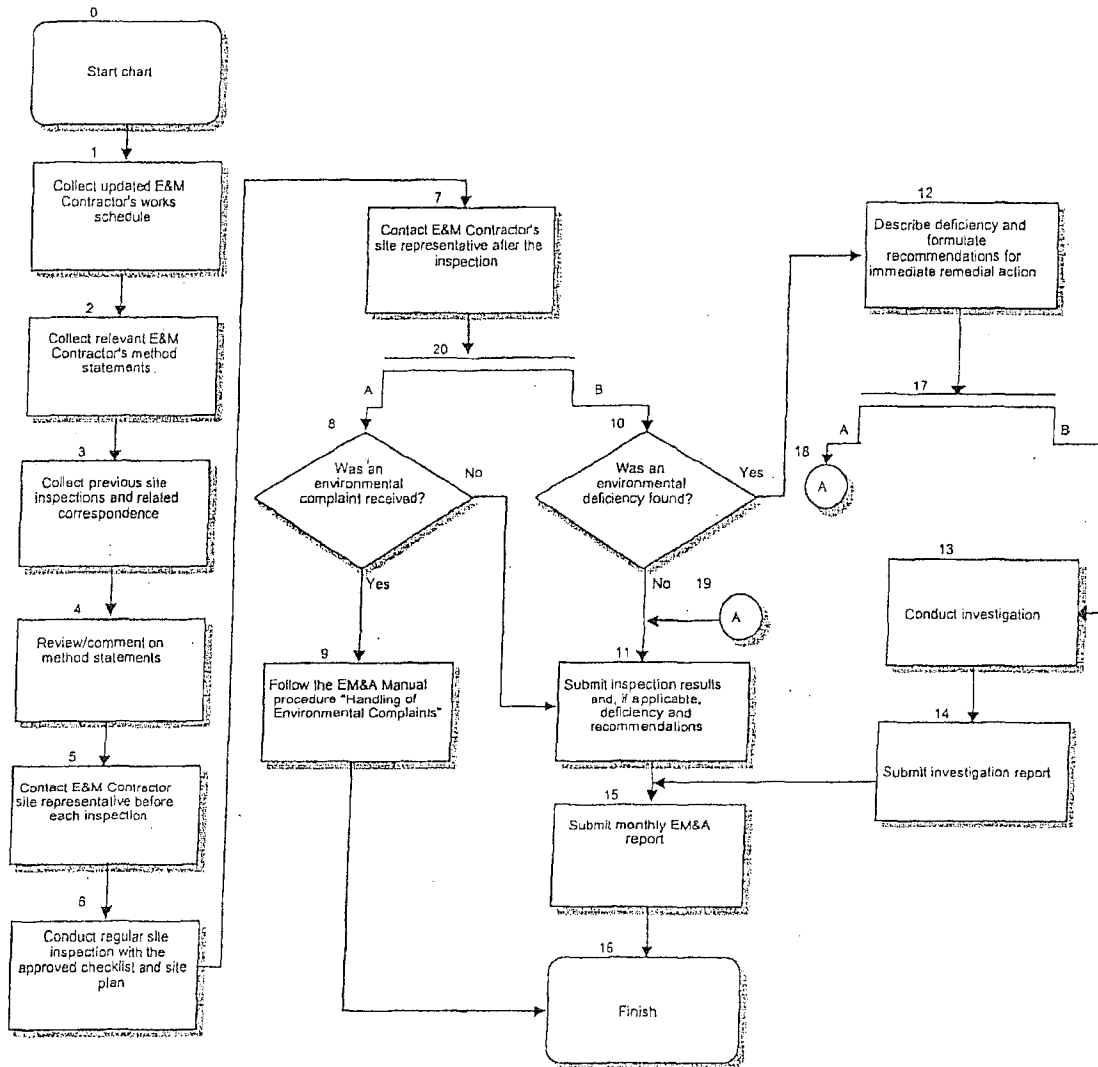 0
Start chart
1
Collect updated E&M
Contractor's works
schedule
2
Collect relevant E&M
Contractor's method
statements.
3
Collect previous site
inspections and related
correspondence
4
Review/comment on
method statements
5
Contact E&M Contractor
site representative before
each inspection
6
Conduct regular site
inspection with the
approved checklist and site
plan
7
Contact E&M Contractor's
site representative after the
inspection
20
A
B
8
Was an
environmental
complaint received?
No
Yes
9
Follow the EM&A Manual
procedure "Handling of
Environmental Complaints"
10
Was an
environmental
deficiency found?
Yes
No
19
A
11
Submit inspection results
and, if applicable,
deficiency and
recommendations
12
Describe deficiency and
formulate
recommendations for
immediate remedial action
17
A
B
18
A
13
Conduct investigation
14
Submit investigation report
15
Submit monthly EM&A
report
16
Finish